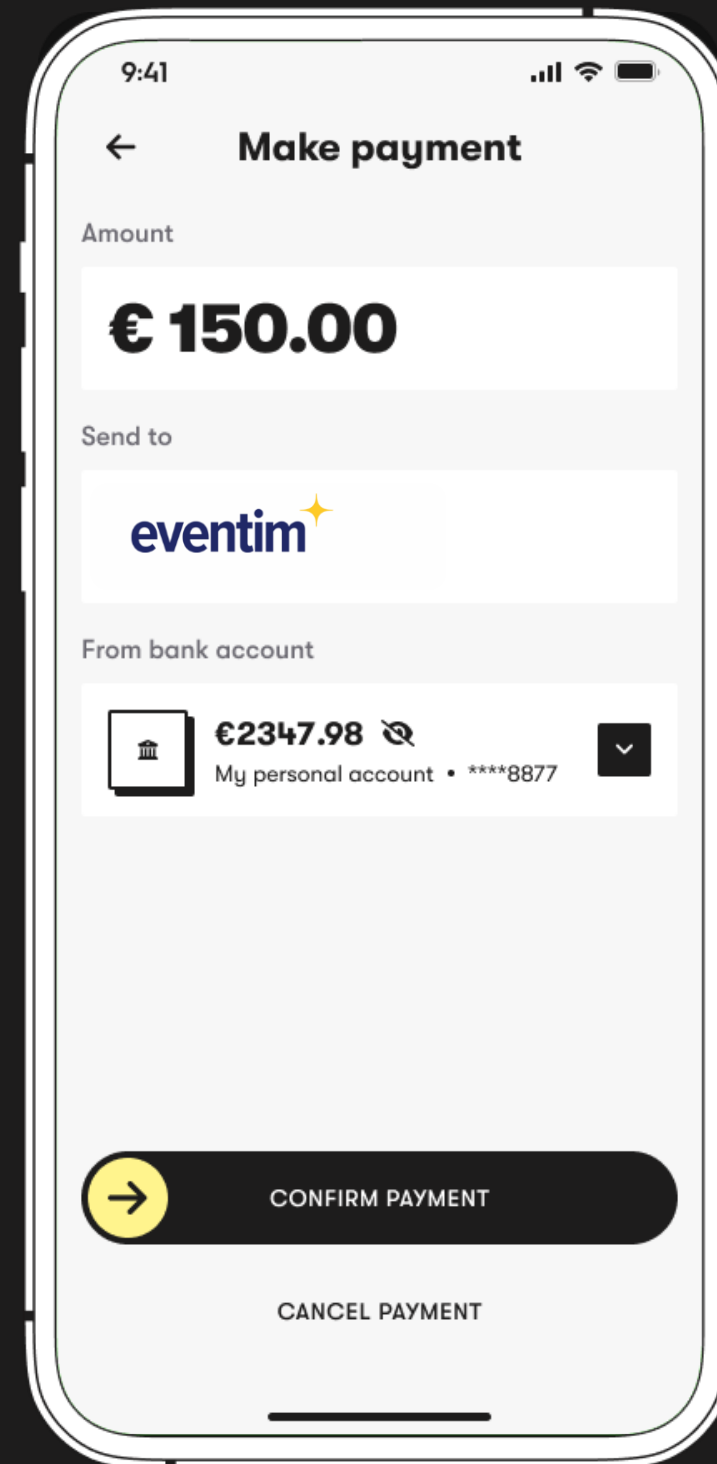 9:41
Make payment
Amount
€ 150.00
Send to
eventim
From bank account
€2347.98
My personal account • ****8877
CONFIRM PAYMENT
CANCEL PAYMENT